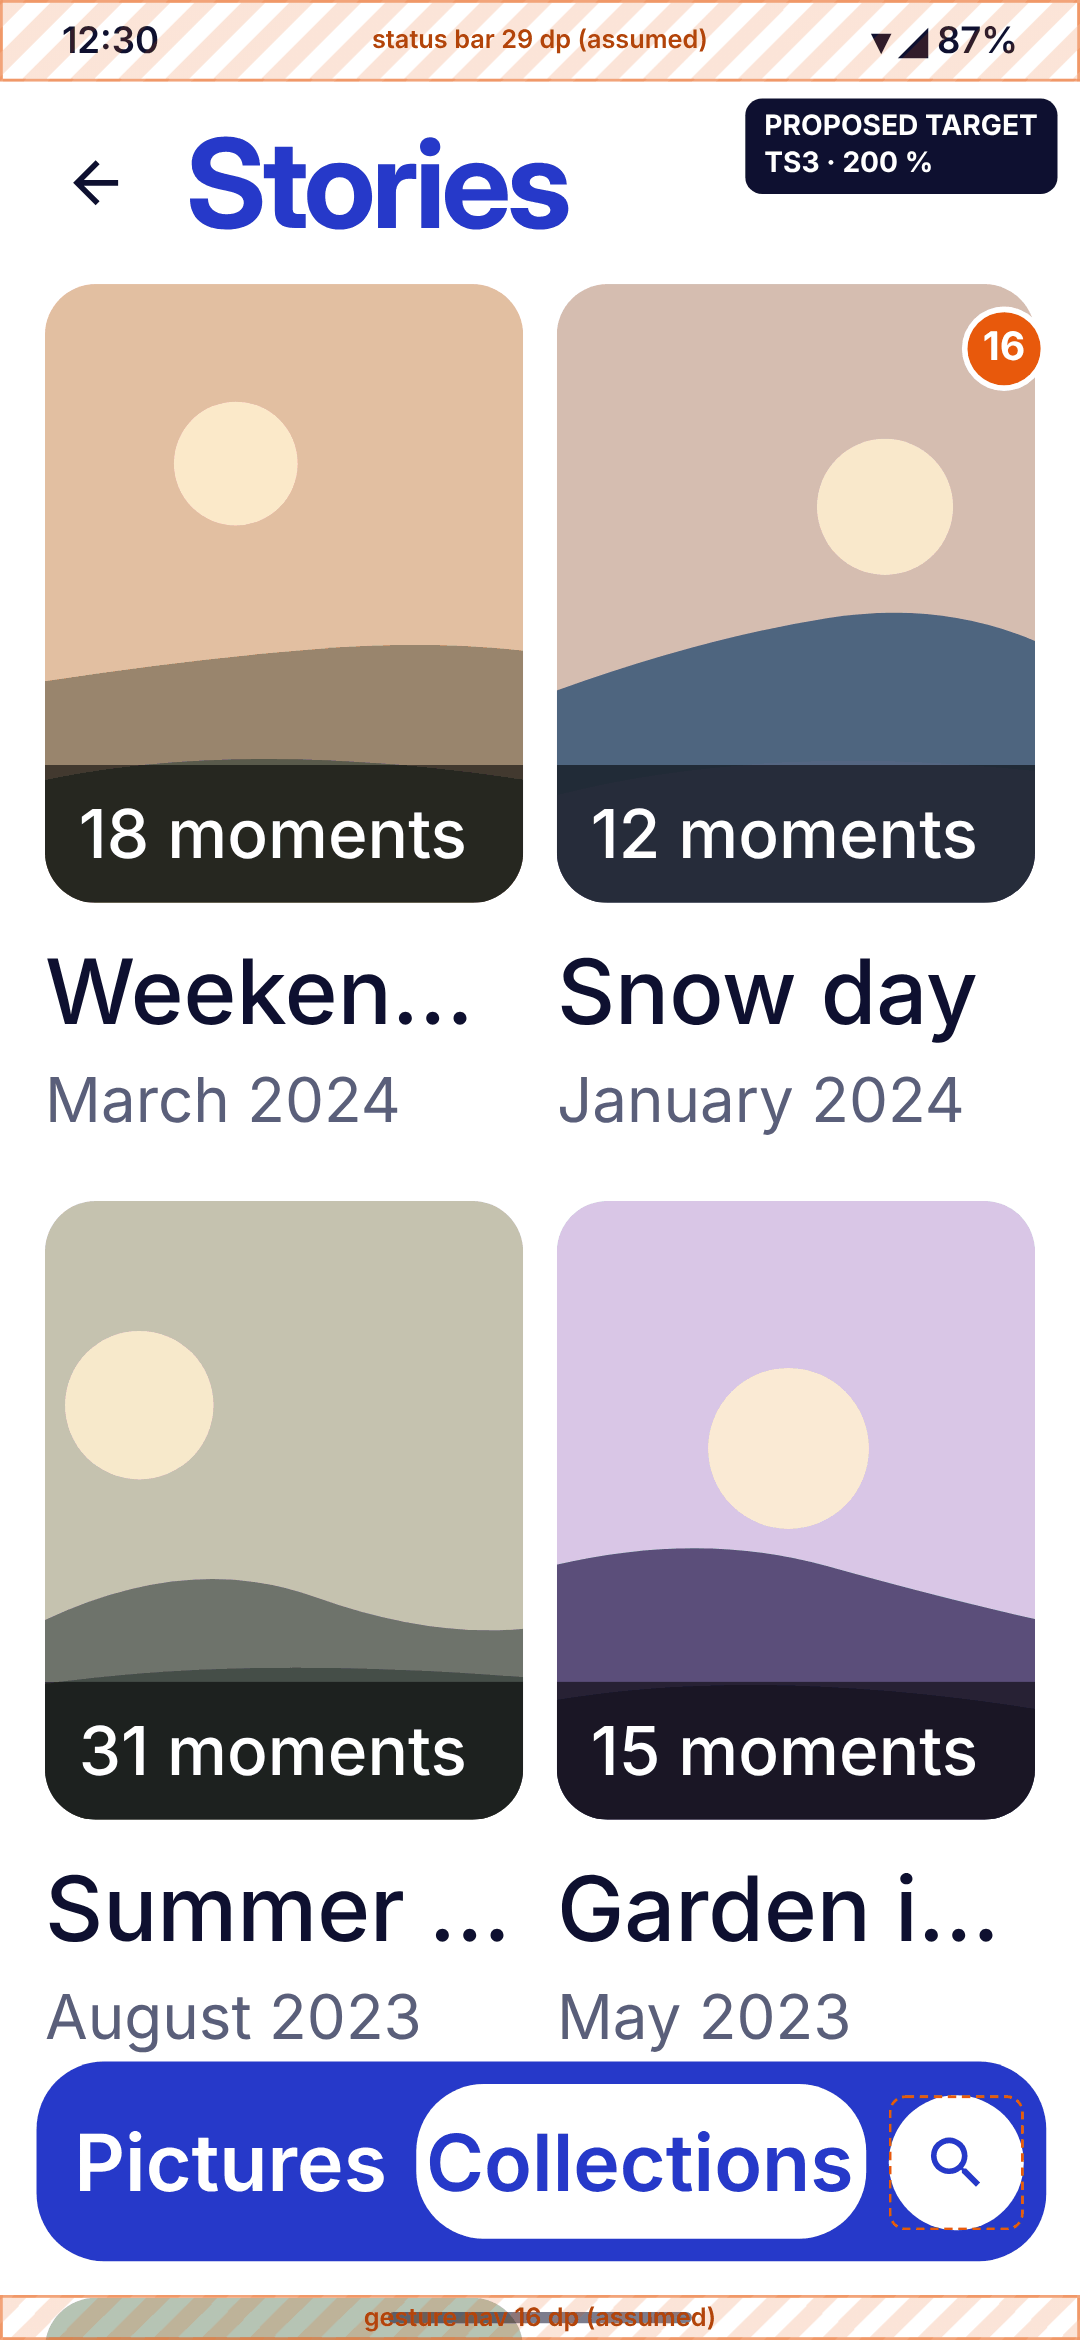 12:30
status bar 29 dp (assumed)
87%
PROPOSED TARGET
TS3 · 200 %
Stories
16
18 moments
12 moments
Weeken...
Snow day
March 2024
January 2024
31 moments
15 moments
Summer ...
Garden i...
August 2023
May 2023
Pictures
Collections
gesture nav 16 dp (assumed)